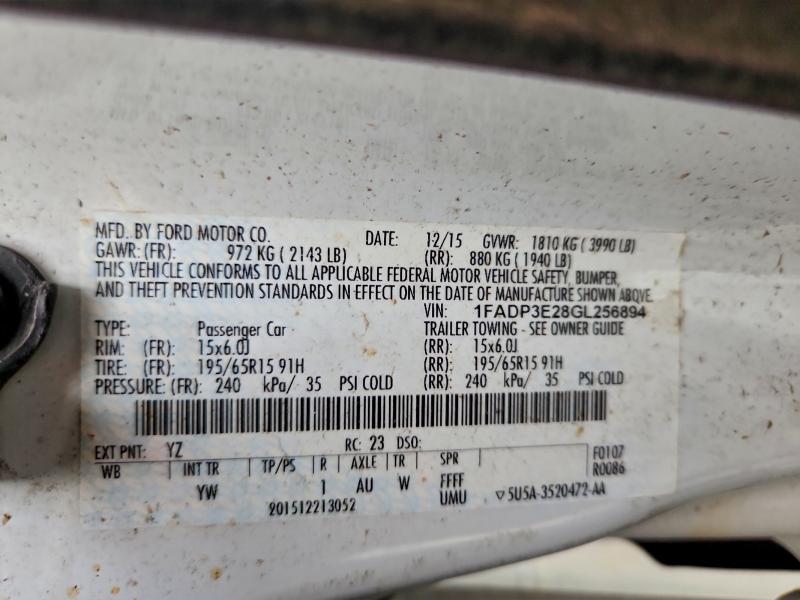 MFD. BY FORD MOTOR CO. DATE: 12/15 GVWR: 1810 KG ( 3990 LB)
GAWR: (FR): 972 KG ( 2143 LB) (RR): 880 KG ( 1940 LB)
THIS VEHICLE CONFORMS TO ALL APPLICABLE FEDERAL MOTOR VEHICLE SAFETY, BUMPER,
AND THEFT PREVENTION STANDARDS IN EFFECT ON THE DATE OF MANUFACTURE SHOWN ABOVE.
VIN: 1FADP3E28GL256894
TYPE: Passenger Car TRAILER TOWING - SEE OWNER GUIDE
RIM: (FR): 15x6.0J (RR): 15x6.0J
TIRE: (FR): 195/65R15 91H (RR): 195/65R15 91H
PRESSURE: (FR): 240 kPa/ 35 PSI COLD (RR): 240 kPa/ 35 PSI COLD
EXT PNT: YZ RC: 23 DSO: F0107
WB INT TR TP/PS R AXLE TR SPR R0086
YW 1 AU W FFFF
UMU
201512213052 ▽ 5U5A-3520472-AA